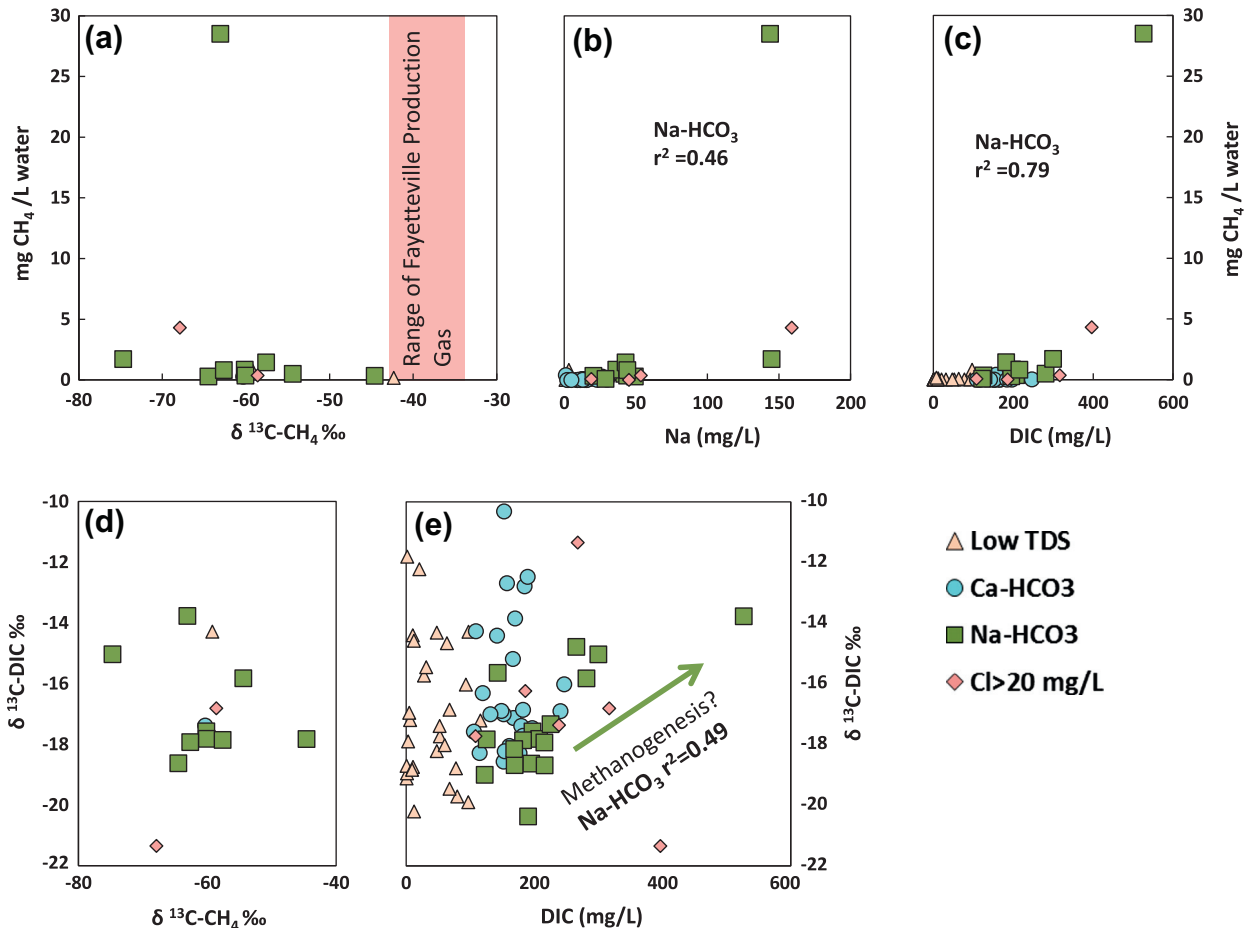 (a)
30
25
20
15
10
5
0
mg CH4 /L water
-80
-70
-60
-50
-40
-30
δ 13C-CH4 ‰
Range of Fayetteville Production
Gas
(b)
Na-HCO3
r2 =0.46
0
50
100
150
200
Na (mg/L)
(c)
Na-HCO3
r2 =0.79
0
200
400
600
DIC (mg/L)
30
25
20
15
10
5
0
mg CH4 /L water
(d)
-10
-12
-14
-16
-18
-20
-22
δ 13C-DIC ‰
-80
-60
-40
δ 13C-CH4 ‰
(e)
Methanogenesis?
Na-HCO3 r2=0.49
0
200
400
600
DIC (mg/L)
-10
-12
-14
-16
-18
-20
-22
δ 13C-DIC ‰
Low TDS
Ca-HCO3
Na-HCO3
Cl>20 mg/L